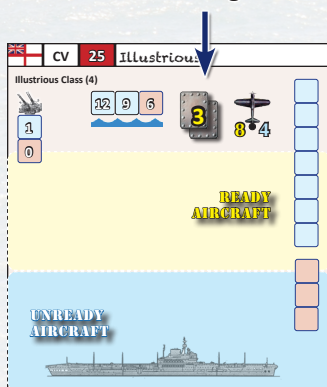 CV 25 Illustrious
Illustrious Class (4)
12 9 6 3 8 4
1
0
READY
AIRCRAFT
UNREADY
AIRCRAFT